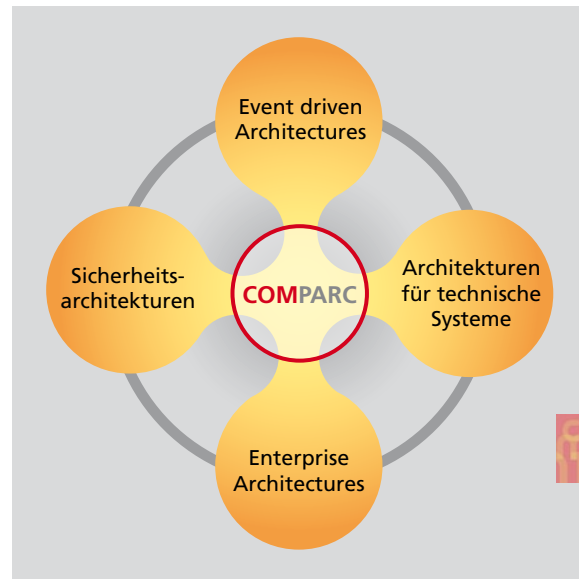 Event driven
Architectures
Sicherheits-
architekturen
COMPARC
Architekturen
für technische
Systeme
Enterprise
Architectures